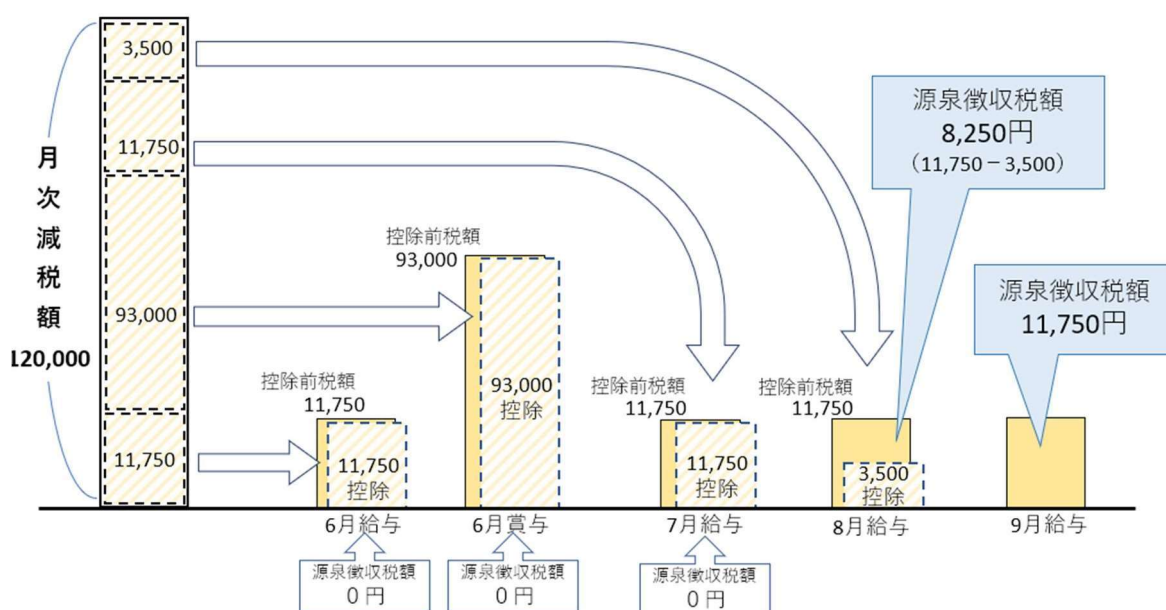 月次減税額
120,000
3,500
11,750
93,000
11,750
控除前税額
11,750
11,750
控除
6月給与
源泉徴収税額
0円
控除前税額
93,000
93,000
控除
6月賞与
源泉徴収税額
0円
控除前税額
11,750
11,750
控除
7月給与
源泉徴収税額
0円
控除前税額
11,750
3,500
控除
8月給与
源泉徴収税額
8,250円
（11,750－3,500）
源泉徴収税額
11,750円
9月給与